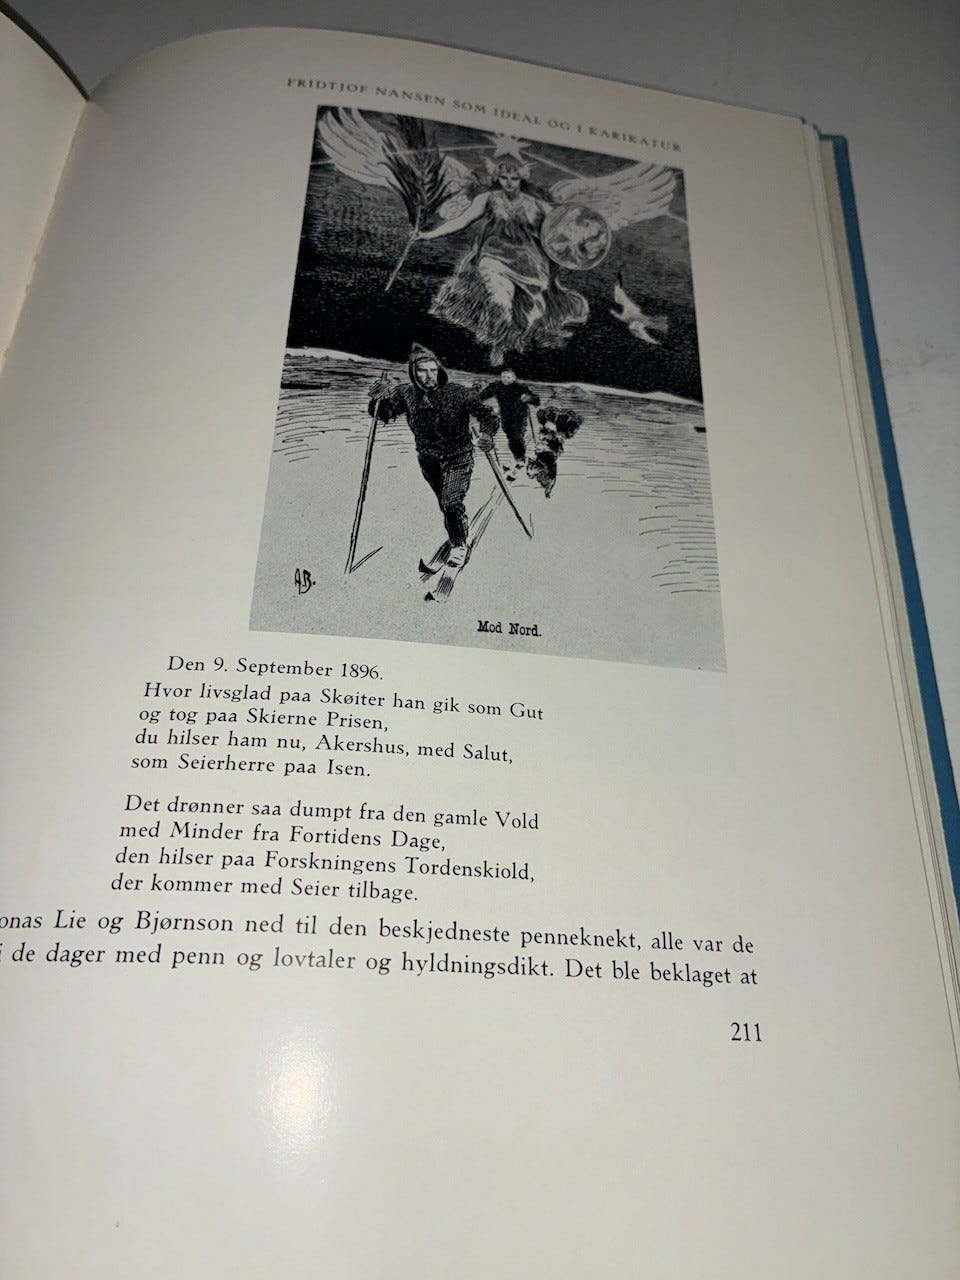 FRIDTJOF NANSEN SOM IDEAL OG I KARIKATUR
AB.
Mod Nord.
Den 9. September 1896.
Hvor livsglad paa Skøiter han gik som Gut
og tog paa Skierne Prisen,
du hilser ham nu, Akershus, med Salut,
som Seierherre paa Isen.
Det drønner saa dumpt fra den gamle Vold
med Minder fra Fortidens Dage,
den hilser paa Forskningens Tordenskiold,
der kommer med Seier tilbage.
onas Lie og Bjørnson ned til den beskjedneste penneknekt, alle var de
i de dager med penn og lovtaler og hyldningsdikt. Det ble beklaget at
211